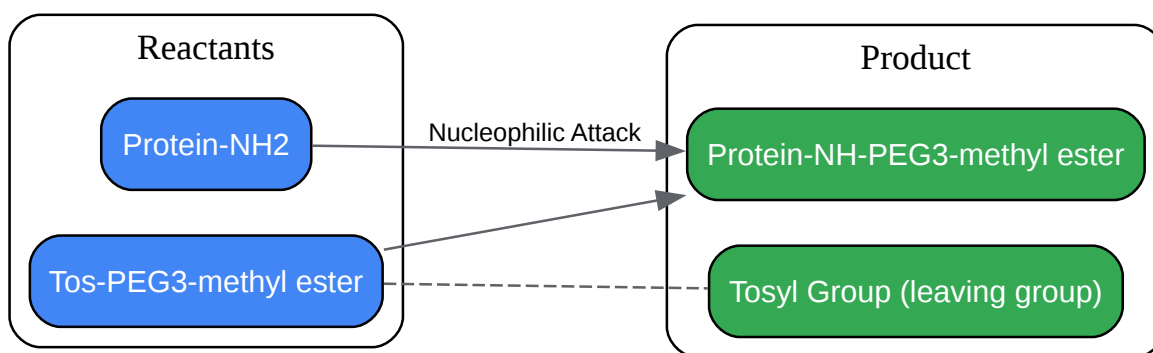 Reactants
Product
Protein-NH2
Nucleophilic Attack
Protein-NH-PEG3-methyl ester
Tos-PEG3-methyl ester
Tosyl Group (leaving group)